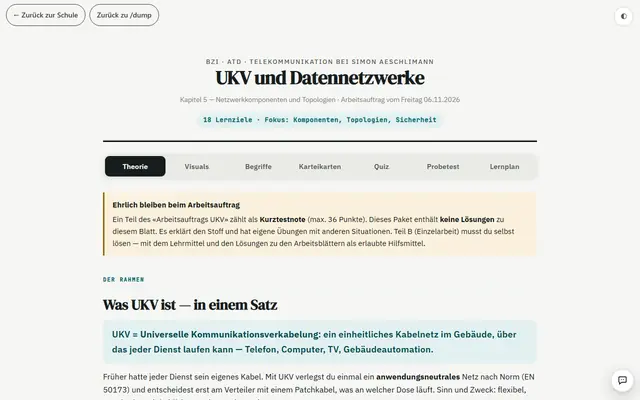 ← Zurück zur Schule
Zurück zu /dump
BZI · ATD · TELEKOMMUNIKATION BEI SIMON AESCHLIMANN
UKV und Datennetzwerke
Kapitel 5 — Netzwerkkomponenten und Topologien · Arbeitsauftrag vom Freitag 06.11.2026
18 Lernziele · Fokus: Komponenten, Topologien, Sicherheit
Theorie
Visuals
Begriffe
Karteikarten
Quiz
Probetest
Lernplan
Ehrlich bleiben beim Arbeitsauftrag
Ein Teil des «Arbeitsauftrags UKV» zählt als Kurztestnote (max. 36 Punkte). Dieses Paket enthält keine Lösungen zu
diesem Blatt. Es erklärt den Stoff und hat eigene Übungen mit anderen Situationen. Teil B (Einzelarbeit) musst du selbst
lösen — mit dem Lehrmittel und den Lösungen zu den Arbeitsblättern als erlaubte Hilfsmittel.
DER RAHMEN
Was UKV ist — in einem Satz
UKV = Universelle Kommunikationsverkabelung: ein einheitliches Kabelnetz im Gebäude, über
das jeder Dienst laufen kann — Telefon, Computer, TV, Gebäudeautomation.
Früher hatte jeder Dienst sein eigenes Kabel. Mit UKV verlegst du einmal ein anwendungsneutrales Netz nach Norm (EN
50173) und entscheidest erst am Verteiler mit einem Patchkabel, was an welcher Dose läuft. Sinn und Zweck: flexibel,